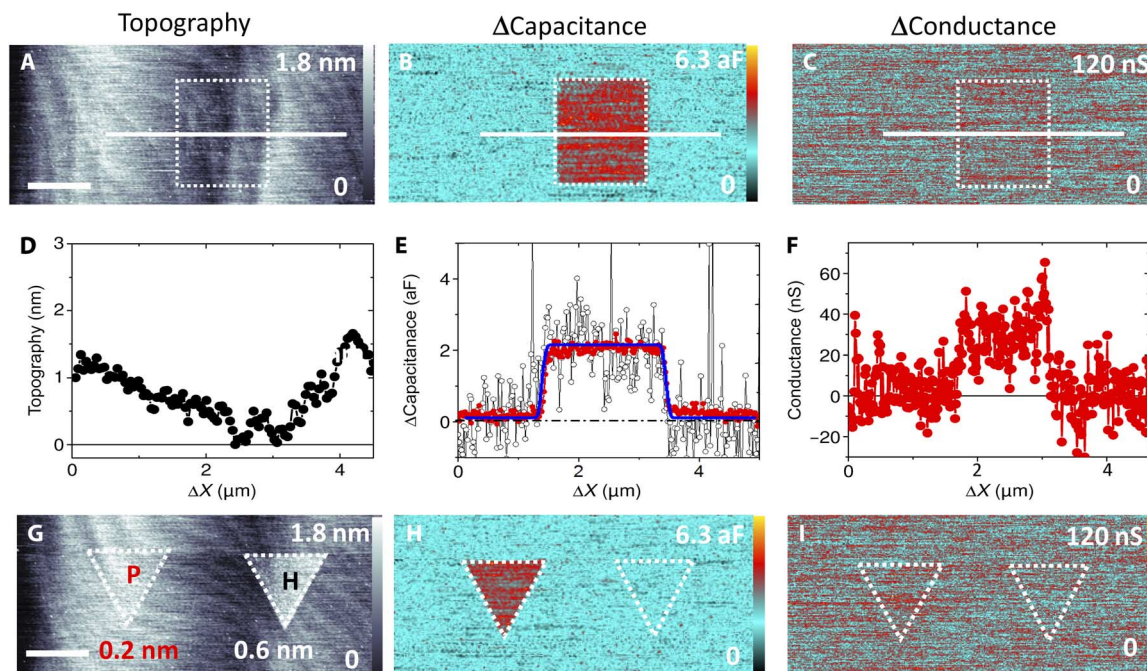 Topography
ΔCapacitance
ΔConductance
A
1.8 nm
0
B
6.3 aF
0
C
120 nS
0
D
Topography (nm)
3
2
1
0
0
2
4
ΔX (µm)
E
ΔCapacitanace (aF)
4
2
0
0
2
4
ΔX (µm)
F
Conductance (nS)
60
40
20
0
−20
0
1
2
3
4
ΔX (µm)
G
1.8 nm
P
H
0.2 nm
0.6 nm
0
H
6.3 aF
0
I
120 nS
0